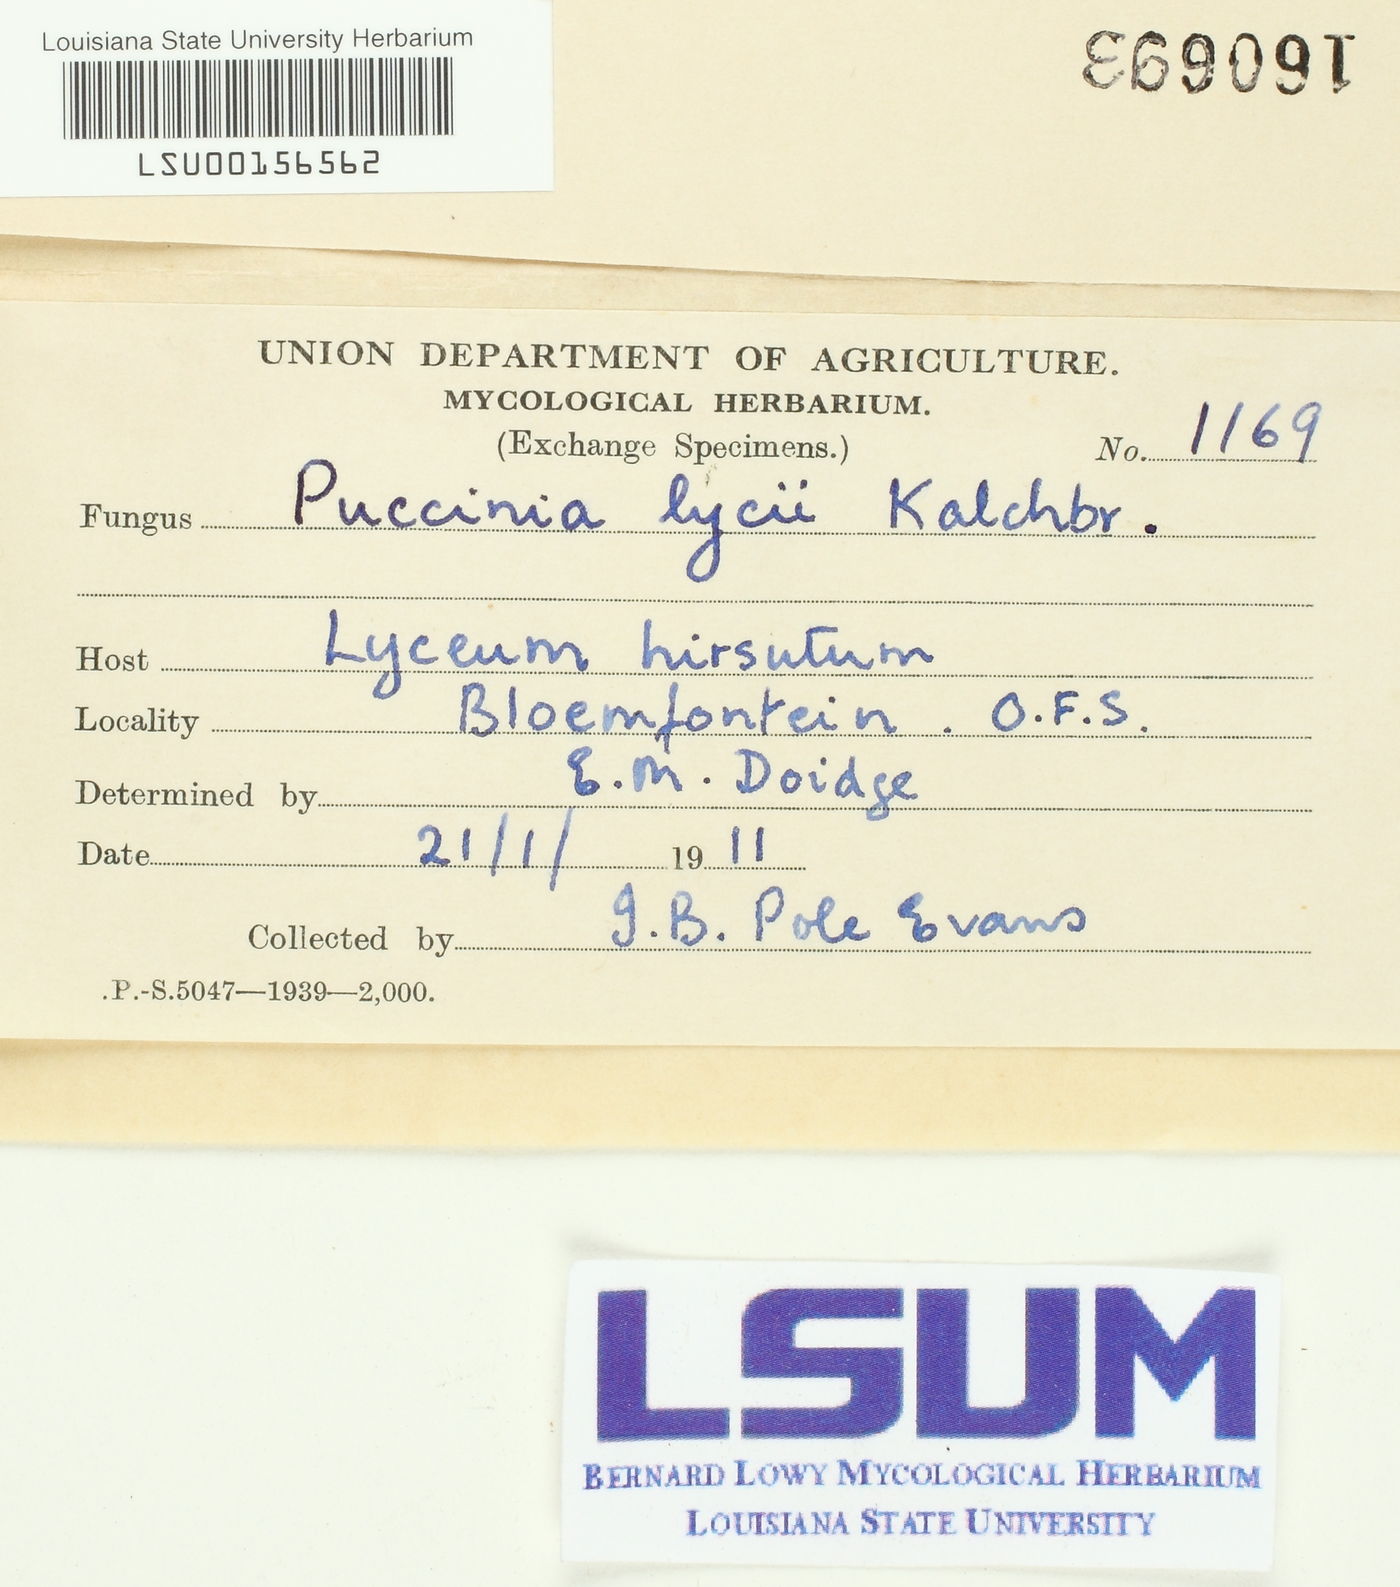 Louisiana State University Herbarium
LSU00156562
160693
UNION DEPARTMENT OF AGRICULTURE.
MYCOLOGICAL HERBARIUM.
(Exchange Specimens.)
No. 1169
Fungus Puccinia lycii Kalchbr.
Host Lyceum hirsutum
Locality Bloemfontein. O.F.S.
Determined by E.M. Doidge
Date 21/1/ 1911
Collected by I.B. Pole Evans
.P.-S.5047—1939—2,000.
LSUM
BERNARD LOWY MYCOLOGICAL HERBARIUM
LOUISIANA STATE UNIVERSITY